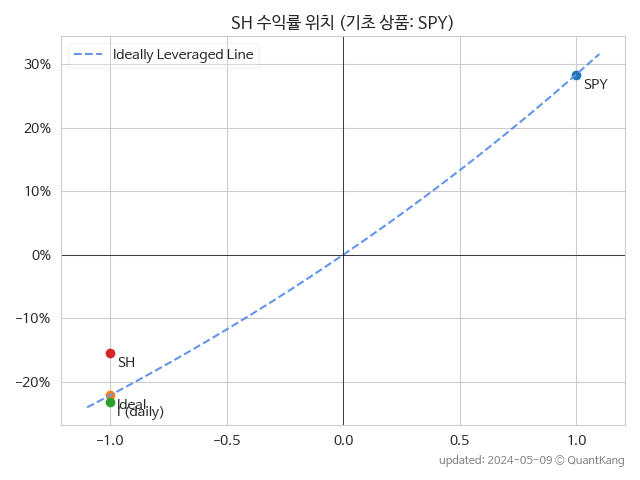 SH 수익률 위치 (기초 상품: SPY)
Ideally Leveraged Line
30%
20%
10%
0%
−10%
−20%
SPY
SH
Ideal
I (daily)
−1.0
−0.5
0.0
0.5
1.0
updated: 2024-05-09 © QuantKang